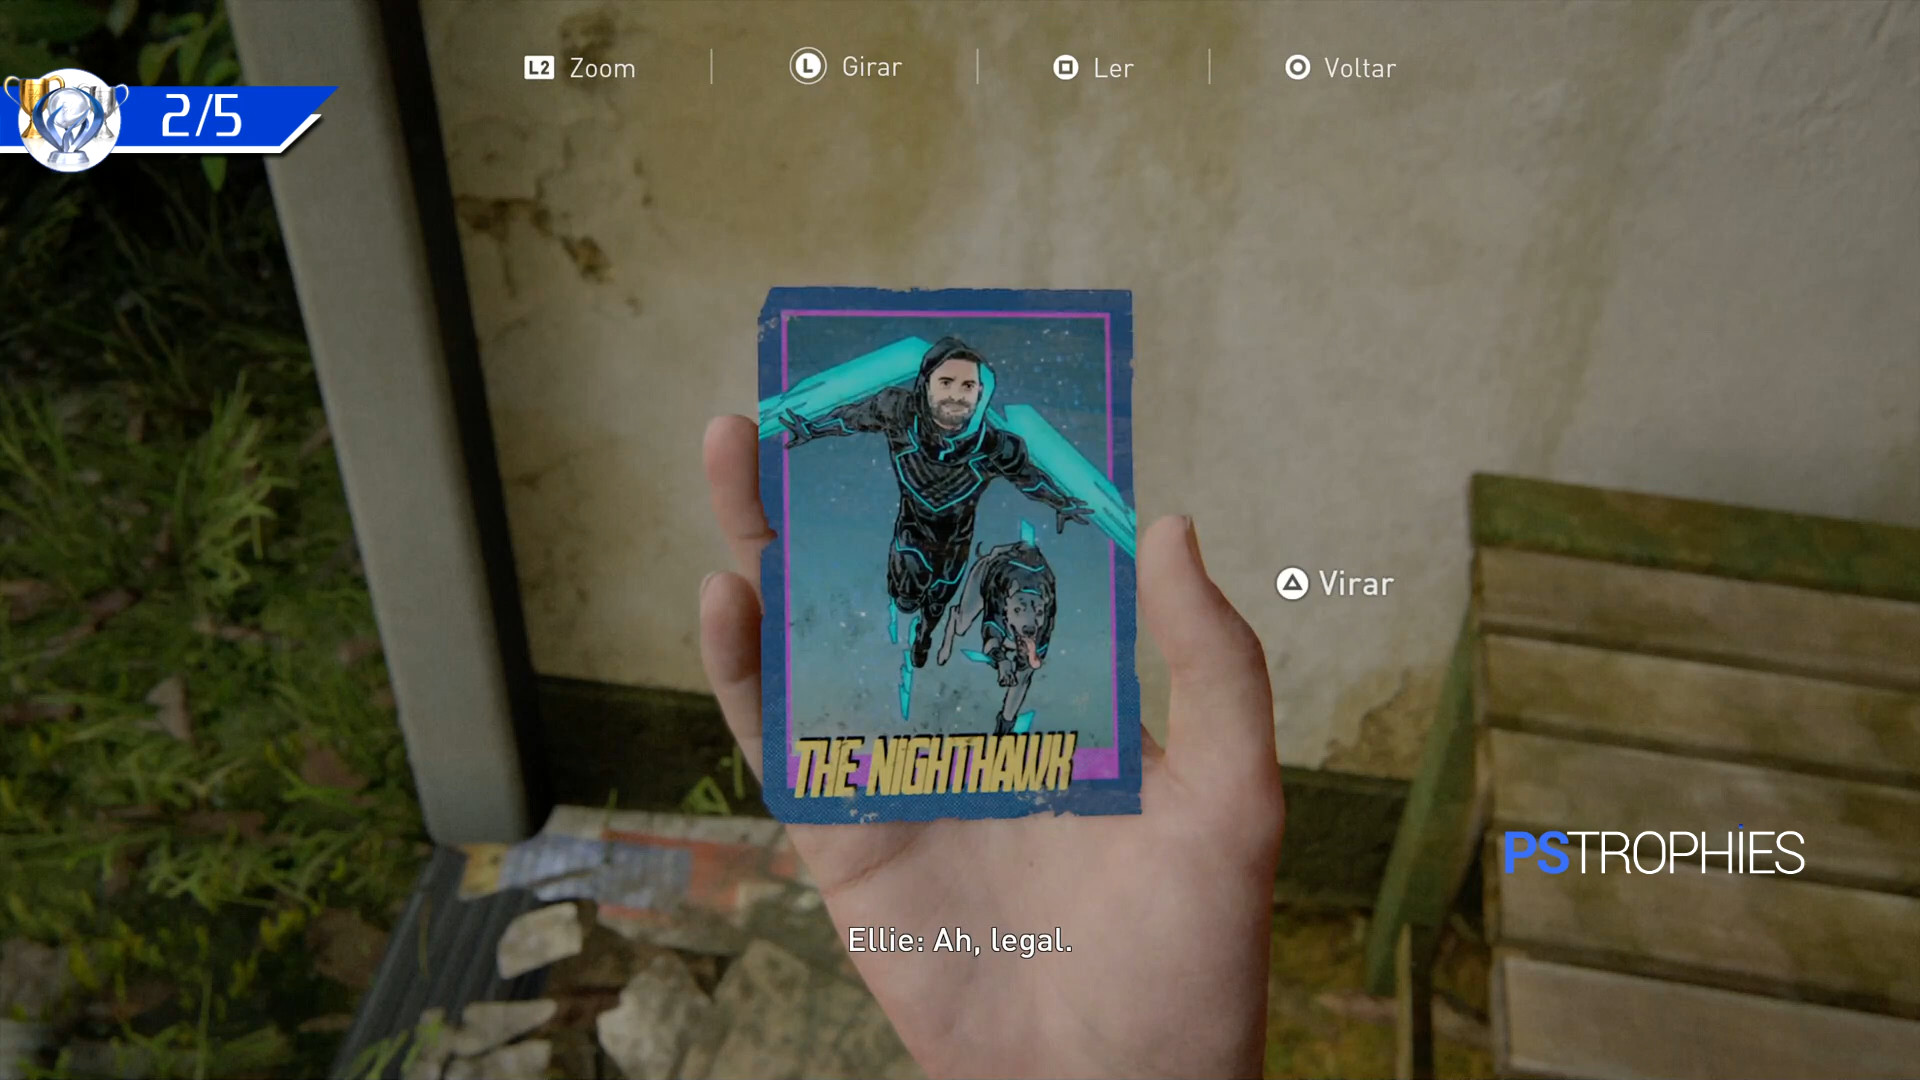 L2 Zoom
L Girar
Ler
Voltar
2/5
Virar
THE NIGHTHAWK
PSTROPHIES
Ellie: Ah, legal.